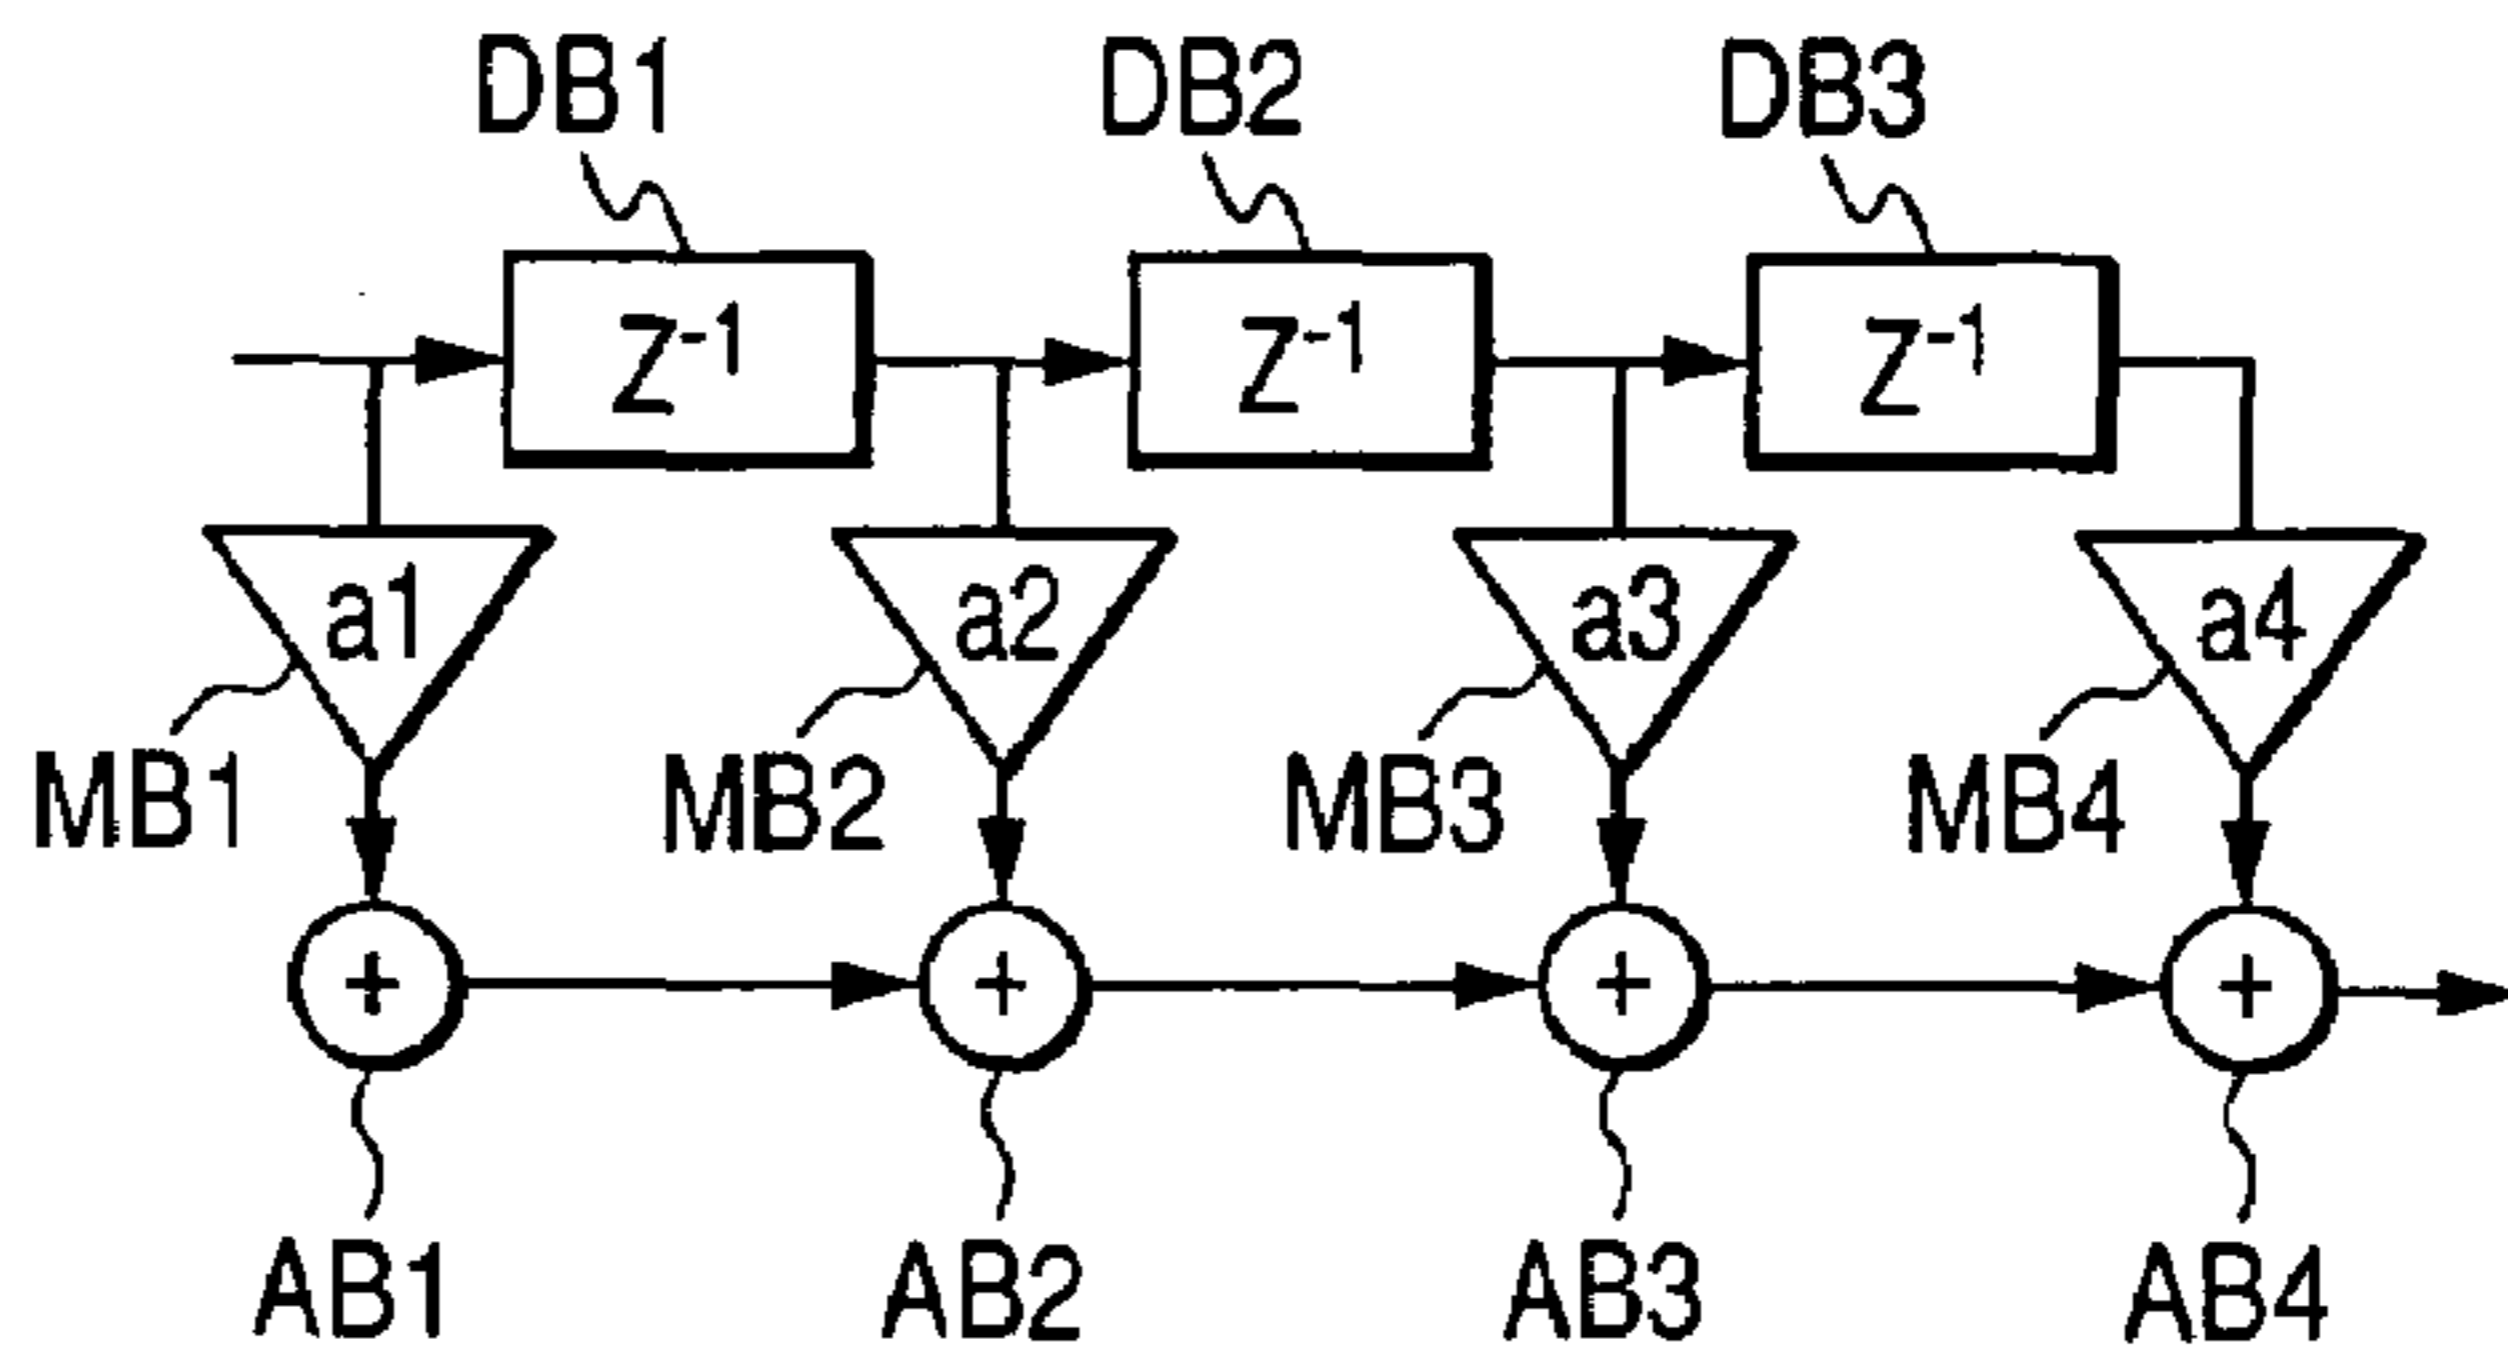 DB1 DB2 DB3
Z-1 Z-1 Z-1
a1 a2 a3 a4
MB1 MB2 MB3 MB4
+ + + +
AB1 AB2 AB3 AB4